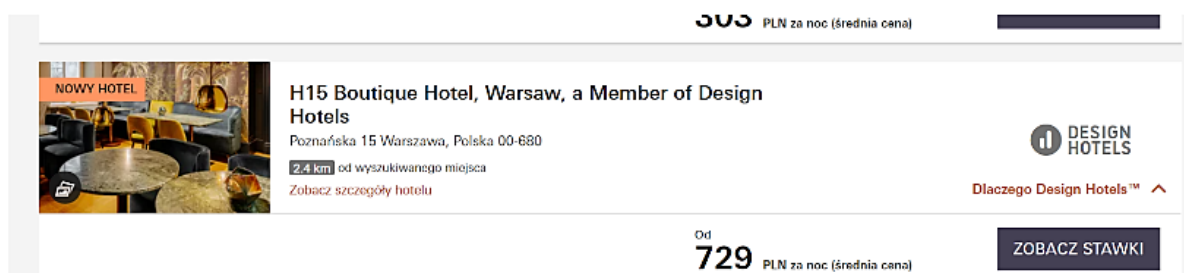 303 PLN za noc (średnia cena)
NOWY HOTEL
H15 Boutique Hotel, Warsaw, a Member of Design
Hotels
Poznańska 15 Warszawa, Polska 00-680
2.4 km od wyszukiwanego miejsca
Zobacz szczegóły hotelu
DESIGN
HOTELS
Dlaczego Design Hotels™
Od
729 PLN za noc (średnia cena)
ZOBACZ STAWKI